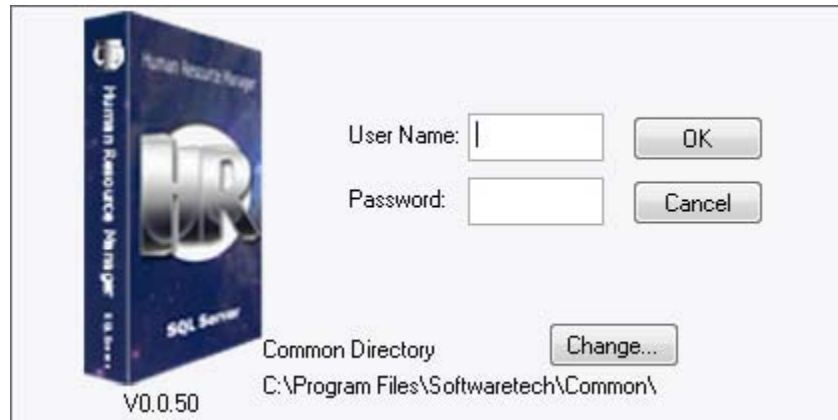 Human Resource Manager
HR
SQL Server
Human Resource Manager
V0.0.50
User Name:
OK
Password:
Cancel
Common Directory
Change...
C:\Program Files\Softwaretech\Common\